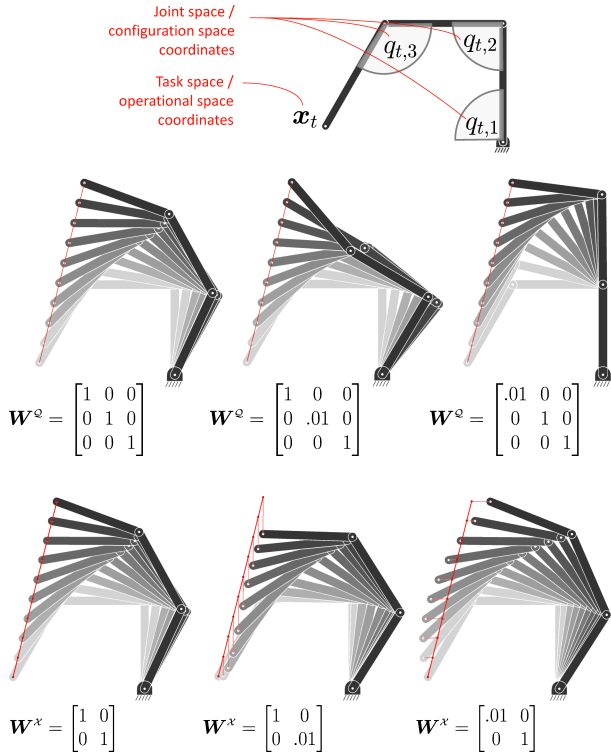 Joint space /
configuration space
coordinates
q_{t,3}
q_{t,2}
Task space /
operational space
coordinates
x_t
q_{t,1}
W^Q = [1 0 0
0 1 0
0 0 1]
W^Q = [1 0 0
0 .01 0
0 0 1]
W^Q = [.01 0 0
0 1 0
0 0 1]
W^X = [1 0
0 1]
W^X = [1 0
0 .01]
W^X = [.01 0
0 1]